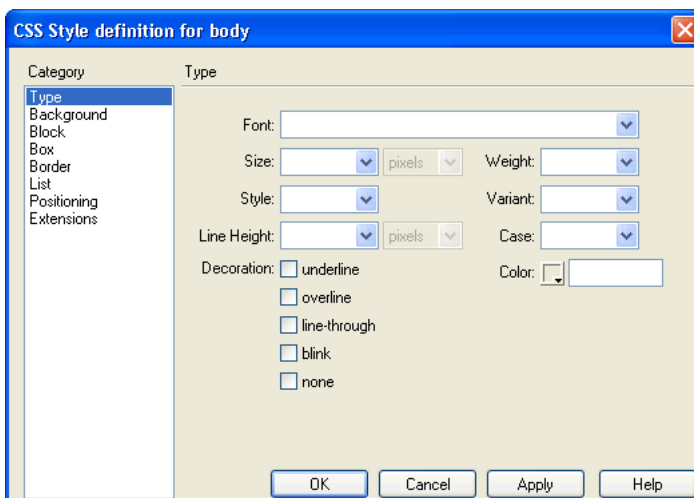 CSS Style definition for body
Category
Type
Background
Block
Box
Border
List
Positioning
Extensions
Type
Font:
Size: pixels Weight:
Style: Variant:
Line Height: pixels Case:
Decoration: underline Color:
overline
line-through
blink
none
OK Cancel Apply Help